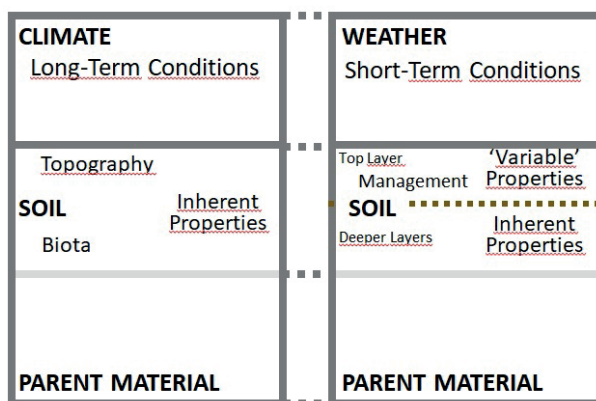 CLIMATE
Long-Term Conditions
Topography
SOIL
Inherent
Properties
Biota
PARENT MATERIAL
WEATHER
Short-Term Conditions
Top Layer
'Variable'
Properties
Management
SOIL
Deeper Layers
Inherent
Properties
PARENT MATERIAL